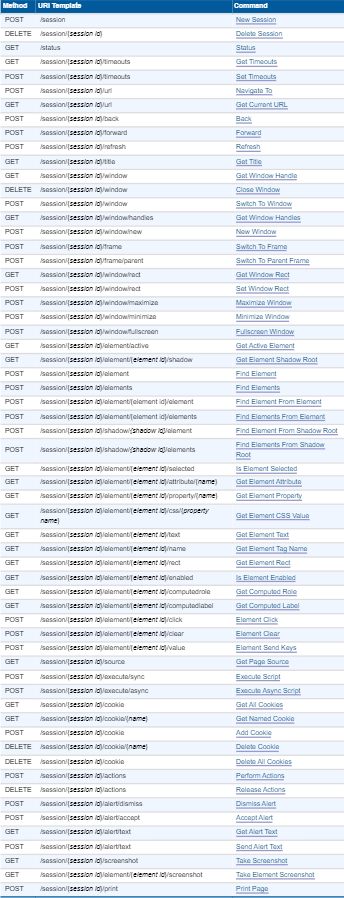 Method URI Template Command
POST /session New Session
DELETE /session/{session id} Delete Session
GET /status Status
GET /session/{session id}/timeouts Get Timeouts
POST /session/{session id}/timeouts Set Timeouts
POST /session/{session id}/url Navigate To
GET /session/{session id}/url Get Current URL
POST /session/{session id}/back Back
POST /session/{session id}/forward Forward
POST /session/{session id}/refresh Refresh
GET /session/{session id}/title Get Title
GET /session/{session id}/window Get Window Handle
DELETE /session/{session id}/window Close Window
POST /session/{session id}/window Switch To Window
GET /session/{session id}/window/handles Get Window Handles
POST /session/{session id}/window/new New Window
POST /session/{session id}/frame Switch To Frame
POST /session/{session id}/frame/parent Switch To Parent Frame
GET /session/{session id}/window/rect Get Window Rect
POST /session/{session id}/window/rect Set Window Rect
POST /session/{session id}/window/maximize Maximize Window
POST /session/{session id}/window/minimize Minimize Window
POST /session/{session id}/window/fullscreen Fullscreen Window
GET /session/{session id}/element/active Get Active Element
GET /session/{session id}/element/{element id}/shadow Get Element Shadow Root
POST /session/{session id}/element Find Element
POST /session/{session id}/elements Find Elements
POST /session/{session id}/element/{element id}/element Find Element From Element
POST /session/{session id}/element/{element id}/elements Find Elements From Element
POST /session/{session id}/shadow/{shadow id}/element Find Element From Shadow Root
POST /session/{session id}/shadow/{shadow id}/elements Find Elements From Shadow
Root
GET /session/{session id}/element/{element id}/selected Is Element Selected
GET /session/{session id}/element/{element id}/attribute/{name} Get Element Attribute
GET /session/{session id}/element/{element id}/property/{name} Get Element Property
GET /session/{session id}/element/{element id}/css/{property
name} Get Element CSS Value
GET /session/{session id}/element/{element id}/text Get Element Text
GET /session/{session id}/element/{element id}/name Get Element Tag Name
GET /session/{session id}/element/{element id}/rect Get Element Rect
GET /session/{session id}/element/{element id}/enabled Is Element Enabled
GET /session/{session id}/element/{element id}/computedrole Get Computed Role
GET /session/{session id}/element/{element id}/computedlabel Get Computed Label
POST /session/{session id}/element/{element id}/click Element Click
POST /session/{session id}/element/{element id}/clear Element Clear
POST /session/{session id}/element/{element id}/value Element Send Keys
GET /session/{session id}/source Get Page Source
POST /session/{session id}/execute/sync Execute Script
POST /session/{session id}/execute/async Execute Async Script
GET /session/{session id}/cookie Get All Cookies
GET /session/{session id}/cookie/{name} Get Named Cookie
POST /session/{session id}/cookie Add Cookie
DELETE /session/{session id}/cookie/{name} Delete Cookie
DELETE /session/{session id}/cookie Delete All Cookies
POST /session/{session id}/actions Perform Actions
DELETE /session/{session id}/actions Release Actions
POST /session/{session id}/alert/dismiss Dismiss Alert
POST /session/{session id}/alert/accept Accept Alert
GET /session/{session id}/alert/text Get Alert Text
POST /session/{session id}/alert/text Send Alert Text
GET /session/{session id}/screenshot Take Screenshot
GET /session/{session id}/element/{element id}/screenshot Take Element Screenshot
POST /session/{session id}/print Print Page